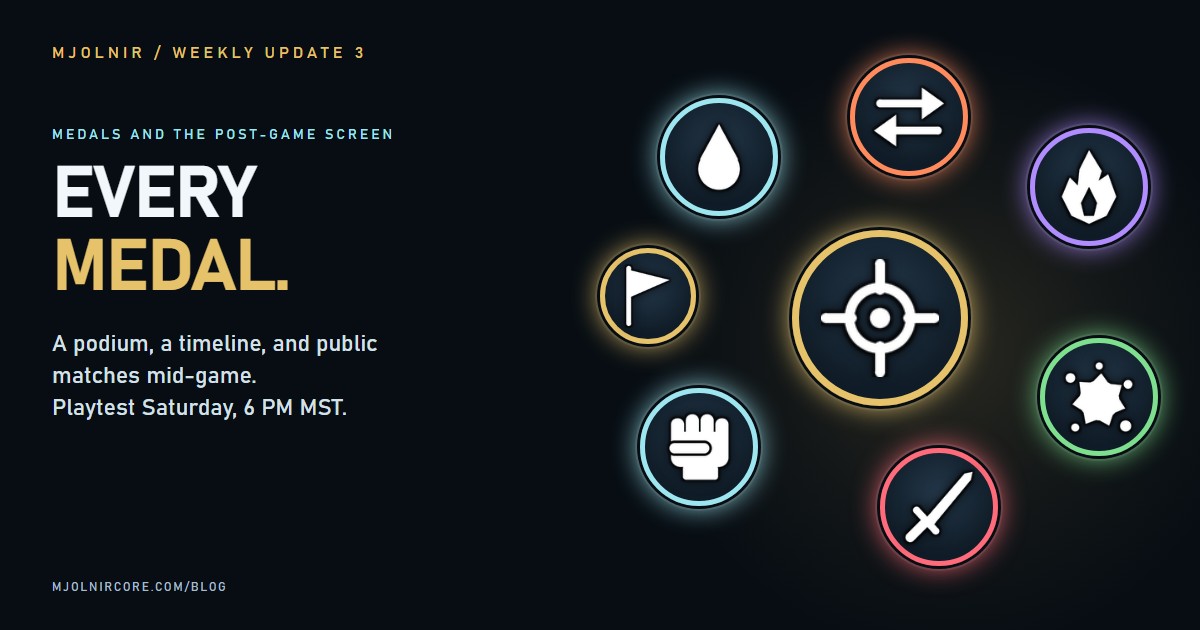 MJOLNIR / WEEKLY UPDATE 3
MEDALS AND THE POST-GAME SCREEN
EVERY
MEDAL.
A podium, a timeline, and public
matches mid-game.
Playtest Saturday, 6 PM MST.
MJOLNIRCORE.COM/BLOG